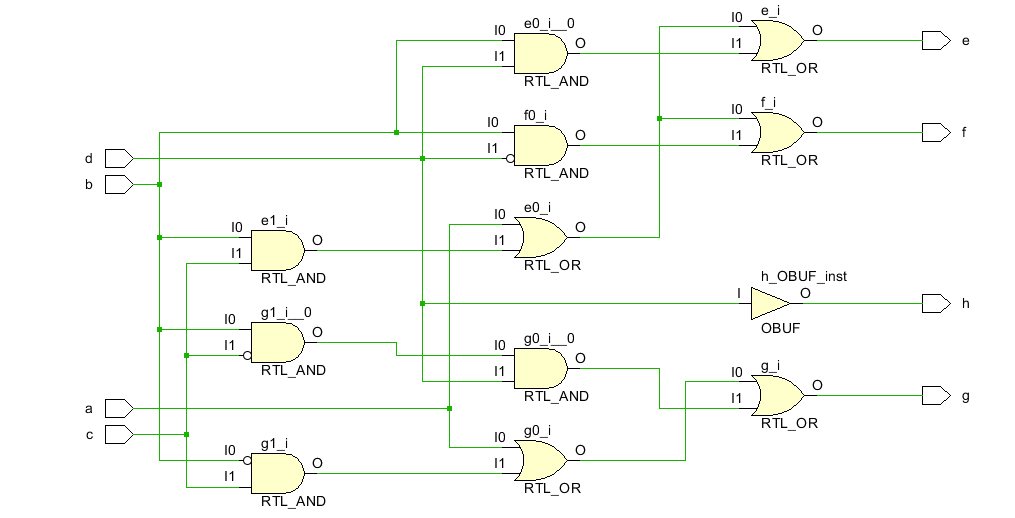 e0_i__0
I0
I1
O
RTL_AND
e_i
I0
I1
O
RTL_OR
e
f0_i
I0
I1
O
RTL_AND
f_i
I0
I1
O
RTL_OR
f
d
b
e1_i
I0
I1
O
RTL_AND
e0_i
I0
I1
O
RTL_OR
h_OBUF_inst
I
O
OBUF
h
g1_i__0
I0
I1
O
RTL_AND
g0_i__0
I0
I1
O
RTL_AND
g_i
I0
I1
O
RTL_OR
g
a
c
g1_i
I0
I1
O
RTL_AND
g0_i
I0
I1
O
RTL_OR